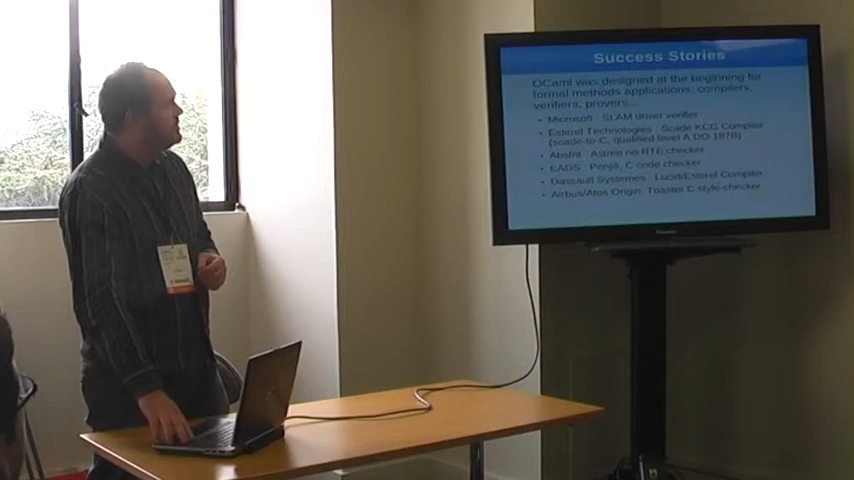 Success Stories
OCaml was designed at the beginning for
formal methods applications: compilers,
verifiers, provers...
• Microsoft : SLAM driver verifier
• Esterel Technologies : Scade KCG Compiler
(scade-to-C, qualified level A DO-178B)
• AbsInt : Astree no-RTE checker
• EADS : Penjili, C code checker
• Dassault Systemes : Lucid/Esterel Compiler
• Airbus/Atos Origin: Toaster C style-checker